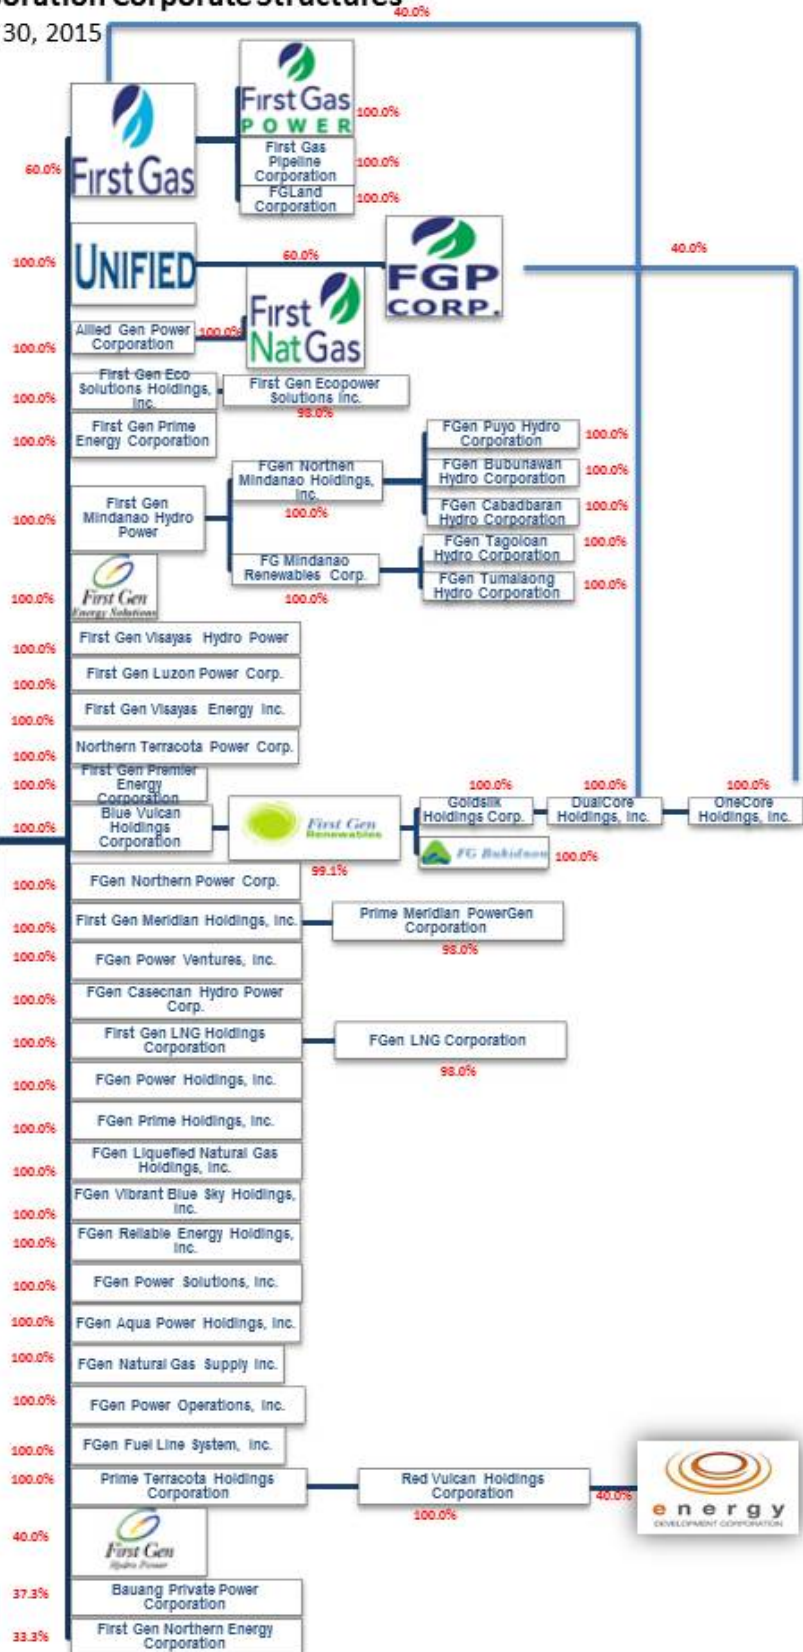 oration Corporate Structures
30, 2015
40.0%
60.0%
First Gas
First Gas
POWER
100.0%
First Gas
Pipeline
Corporation
100.0%
FGLand
Corporation
100.0%
100.0%
UNIFIED
60.0%
FGP
CORP.
40.0%
100.0%
Allied Gen Power
Corporation
100.0%
First
NatGas
100.0%
First Gen Eco
Solutions Holdings,
Inc.
First Gen Ecopower
Solutions Inc.
98.0%
100.0%
First Gen Prime
Energy Corporation
100.0%
First Gen
Mindanao Hydro
Power
FGen Northen
Mindanao Holdings,
Inc.
100.0%
FGen Puyo Hydro
Corporation
100.0%
FGen Bubunawan
Hydro Corporation
100.0%
FGen Cabadbaran
Hydro Corporation
100.0%
FG Mindanao
Renewables Corp.
100.0%
FGen Tagoloan
Hydro Corporation
100.0%
FGen Tumalaong
Hydro Corporation
100.0%
100.0%
First Gen
Energy Solutions
100.0%
First Gen Visayas Hydro Power
100.0%
First Gen Luzon Power Corp.
100.0%
First Gen Visayas Energy Inc.
100.0%
Northern Terracota Power Corp.
100.0%
First Gen Premier
Energy
Corporation
100.0%
Blue Vulcan
Holdings
Corporation
First Gen
Renewables
99.1%
100.0%
Goldsilk
Holdings Corp.
100.0%
DualCore
Holdings, Inc.
100.0%
OneCore
Holdings, Inc.
FG Bukidnon
100.0%
100.0%
FGen Northern Power Corp.
100.0%
First Gen Meridian Holdings, Inc.
Prime Meridian PowerGen
Corporation
98.0%
100.0%
FGen Power Ventures, Inc.
100.0%
FGen Casecnan Hydro Power
Corp.
100.0%
First Gen LNG Holdings
Corporation
FGen LNG Corporation
98.0%
100.0%
FGen Power Holdings, Inc.
100.0%
FGen Prime Holdings, Inc.
100.0%
FGen Liquefied Natural Gas
Holdings, Inc.
100.0%
FGen Vibrant Blue Sky Holdings,
Inc.
100.0%
FGen Reliable Energy Holdings,
Inc.
100.0%
FGen Power Solutions, Inc.
100.0%
FGen Aqua Power Holdings, Inc.
100.0%
FGen Natural Gas Supply Inc.
100.0%
FGen Power Operations, Inc.
100.0%
FGen Fuel Line System, Inc.
100.0%
Prime Terracota Holdings
Corporation
Red Vulcan Holdings
Corporation
100.0%
40.0%
energy
DEVELOPMENT CORPORATION
40.0%
First Gen
Hydro Power
37.3%
Bauang Private Power
Corporation
33.3%
First Gen Northern Energy
Corporation